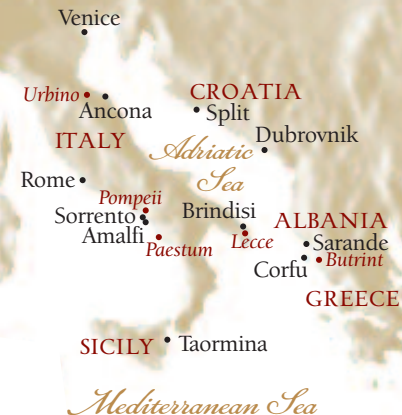 Venice
Urbino
Ancona
CROATIA
Split
ITALY
Adriatic
Sea
Dubrovnik
Rome
Pompeii
Sorrento
Amalfi
Paestum
Brindisi
Lecce
ALBANIA
Sarande
Corfu
Butrint
GREECE
SICILY
Taormina
Mediterranean Sea